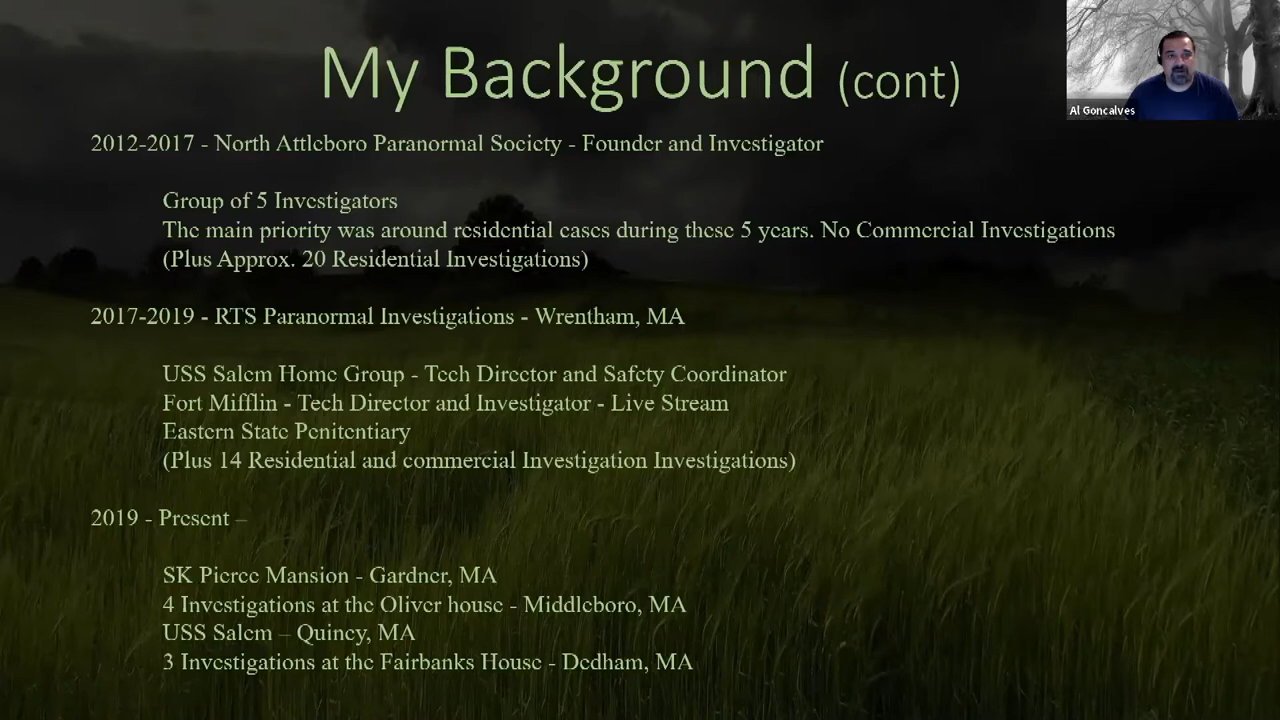 My Background (cont)
Al Goncalves
2012-2017 - North Attleboro Paranormal Society - Founder and Investigator
Group of 5 Investigators
The main priority was around residential cases during these 5 years. No Commercial Investigations
(Plus Approx. 20 Residential Investigations)
2017-2019 - RTS Paranormal Investigations - Wrentham, MA
USS Salem Home Group - Tech Director and Safety Coordinator
Fort Mifflin - Tech Director and Investigator - Live Stream
Eastern State Penitentiary
(Plus 14 Residential and commercial Investigation Investigations)
2019 - Present –
SK Pierce Mansion - Gardner, MA
4 Investigations at the Oliver house - Middleboro, MA
USS Salem – Quincy, MA
3 Investigations at the Fairbanks House - Dedham, MA